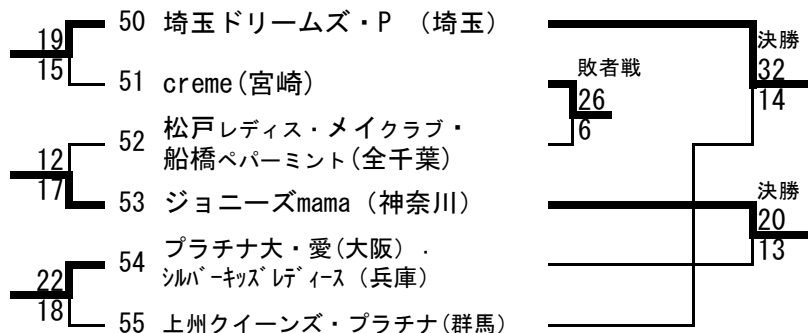 19
15
50 埼玉ドリームズ・P （埼玉）
51 creme(宮崎)
12
17
52 松戸レディス・メイクラブ・
船橋ペパーミント(全千葉)
53 ジョニーズmama（神奈川）
22
18
54 プラチナ大・愛(大阪）．
ｼﾙﾊﾞｰｷｯｽﾞﾚﾃﾞｨｰｽ（兵庫）
55 上州クイーンズ・プラチナ(群馬)
敗者戦
26
6
決勝
32
14
決勝
20
13